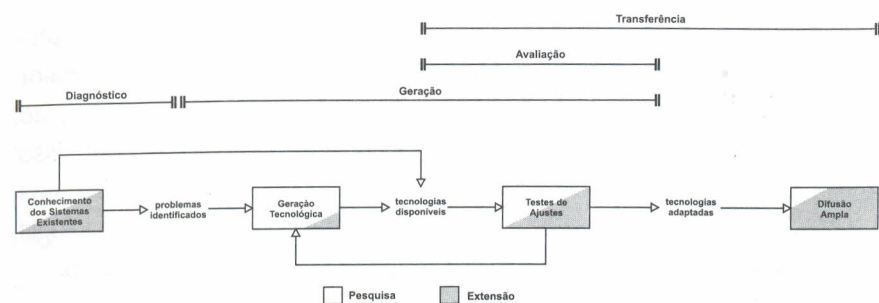 Transferência
Avaliação
Diagnóstico
Geração
Conhecimento
dos Sistemas
Existentes
problemas
identificados
Geração
Tecnológica
tecnologias
disponíveis
Testes de
Ajustes
tecnologias
adaptadas
Difusão
Ampla
Pesquisa
Extensão